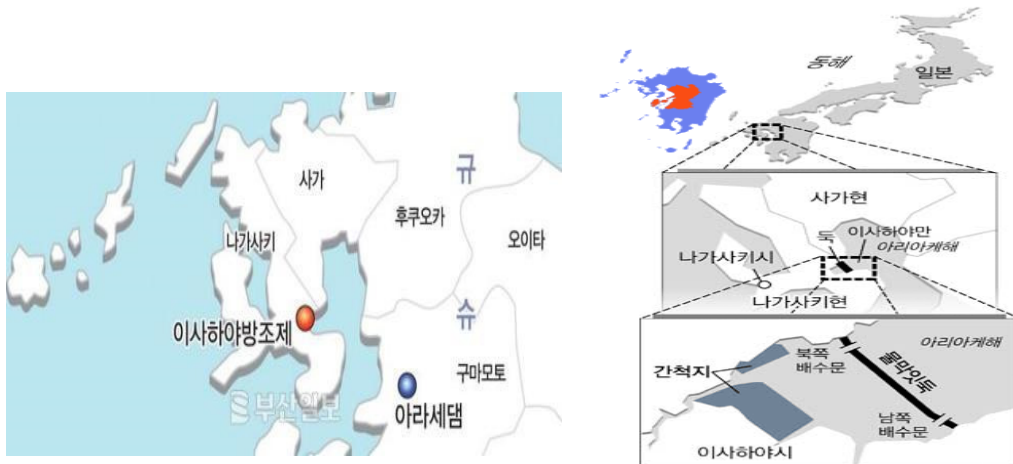 사가
규
후쿠오카
오이타
나가사키
이사하야방조제
슈
구마모토
부산일보
아라세댐
동해
일본
사가현
둑
이사하야만
아리아케해
나가사키시
나가사키현
북쪽
배수문
아리아케해
물막잇둑
간척지
남쪽
배수문
이사하야시